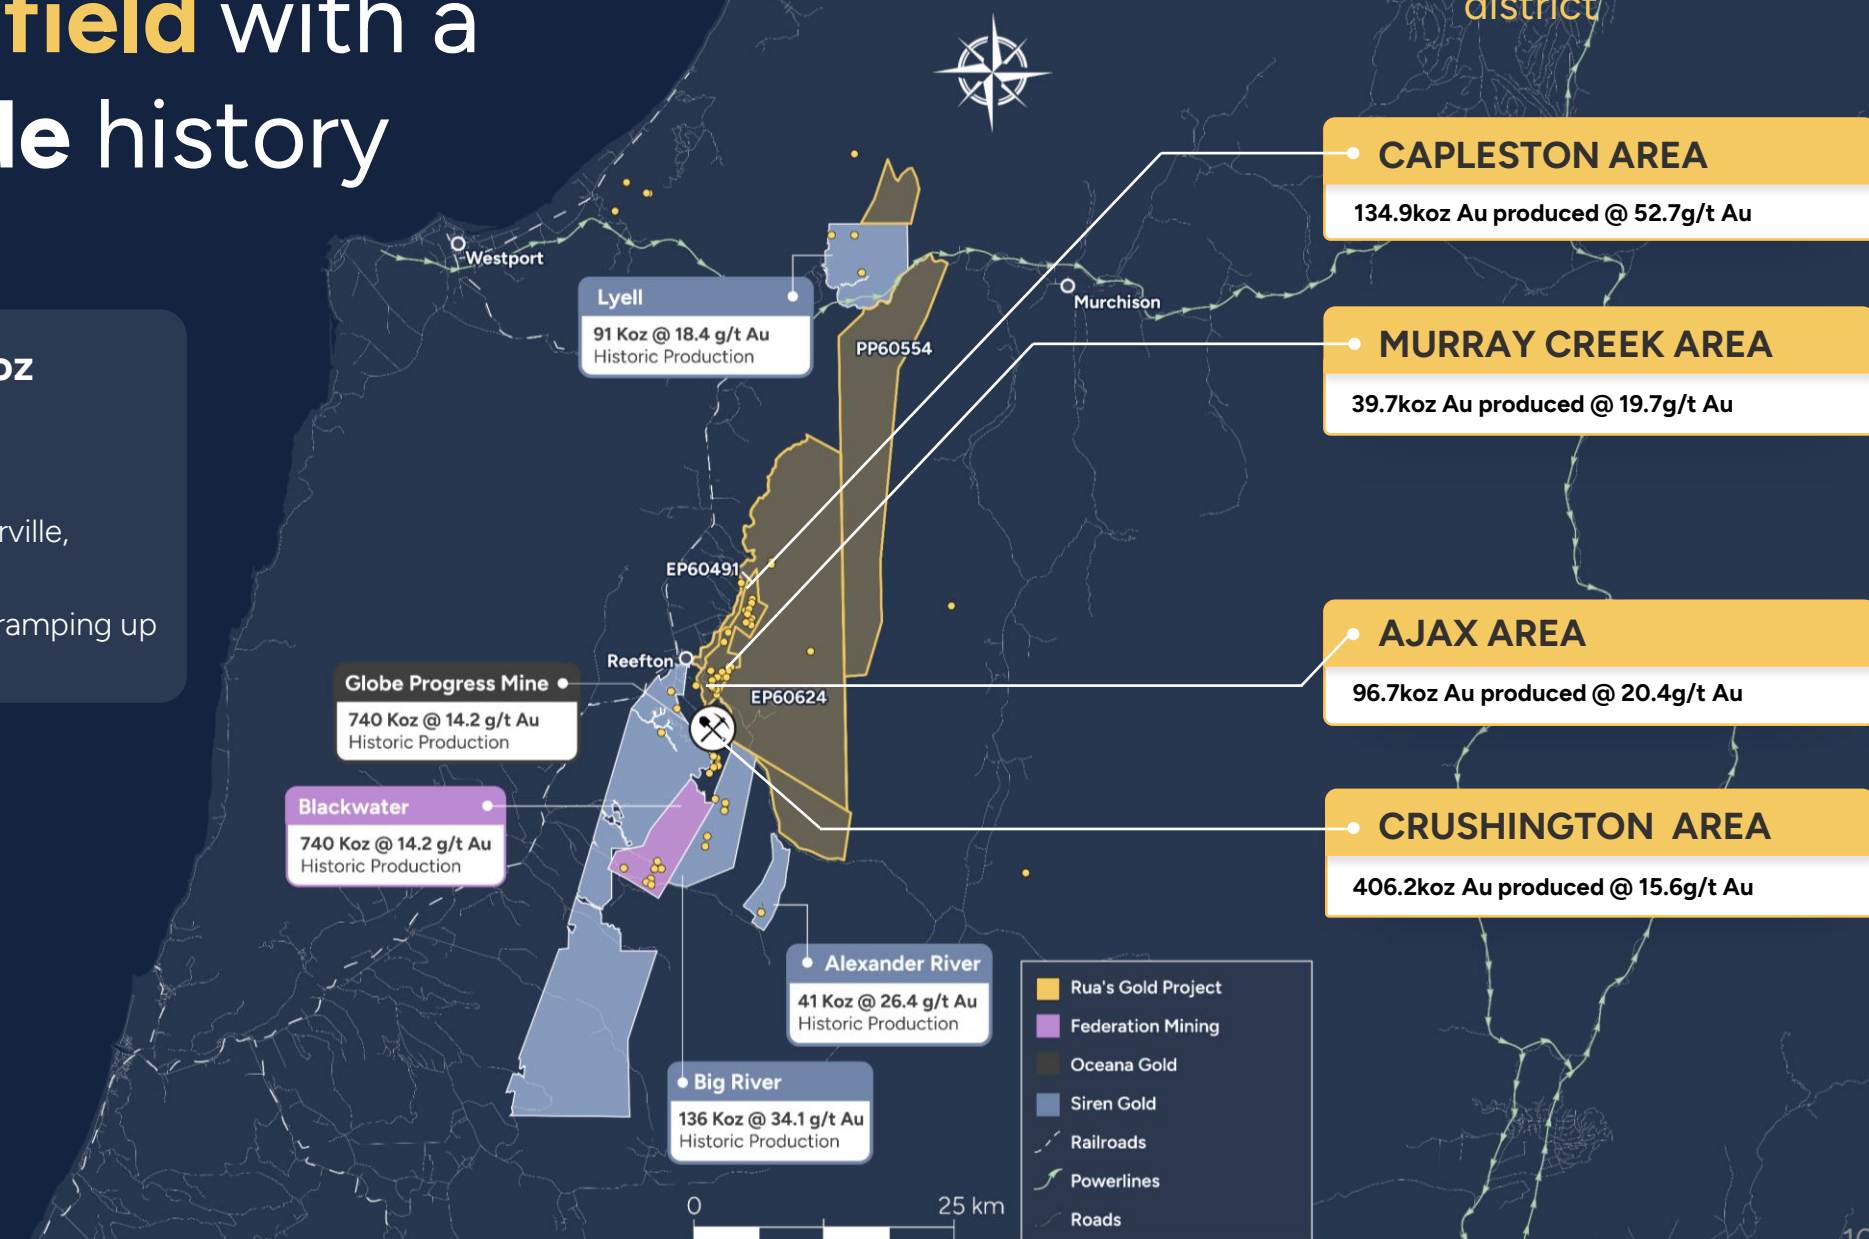 field with a
de history
oz
rville,
ramping up
district
Westport
Lyell
91 Koz @ 18.4 g/t Au
Historic Production
PP60554
Murchison
CAPLESTON AREA
134.9koz Au produced @ 52.7g/t Au
MURRAY CREEK AREA
39.7koz Au produced @ 19.7g/t Au
EP60491
Reefton
EP60624
AJAX AREA
96.7koz Au produced @ 20.4g/t Au
Globe Progress Mine
740 Koz @ 14.2 g/t Au
Historic Production
Blackwater
740 Koz @ 14.2 g/t Au
Historic Production
CRUSHINGTON AREA
406.2koz Au produced @ 15.6g/t Au
Alexander River
41 Koz @ 26.4 g/t Au
Historic Production
Big River
136 Koz @ 34.1 g/t Au
Historic Production
Rua's Gold Project
Federation Mining
Oceana Gold
Siren Gold
Railroads
Powerlines
Roads
0
25 km